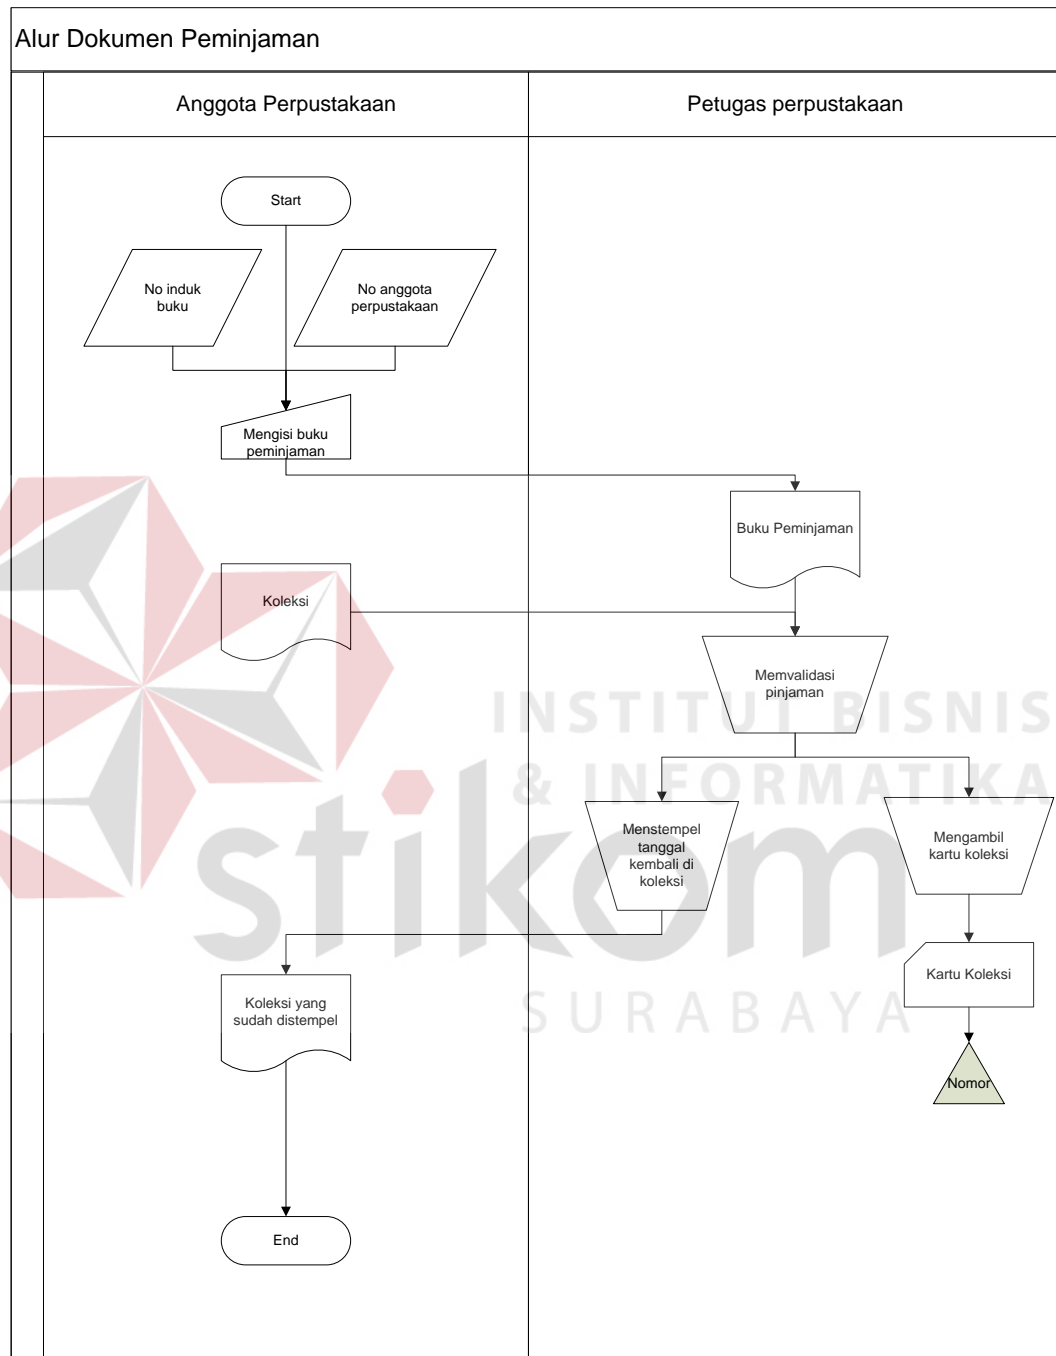 Alur Dokumen Peminjaman
Anggota Perpustakaan
Petugas perpustakaan
Start
No induk
buku
No anggota
perpustakaan
Mengisi buku
peminjaman
Buku Peminjaman
Koleksi
Memvalidasi
pinjaman
INSTITUT BISNIS
& INFORMATIKA
stikom
SURABAYA
Menstempel
tanggal
kembali di
koleksi
Mengambil
kartu koleksi
Kartu Koleksi
Koleksi yang
sudah distempel
Nomor
End